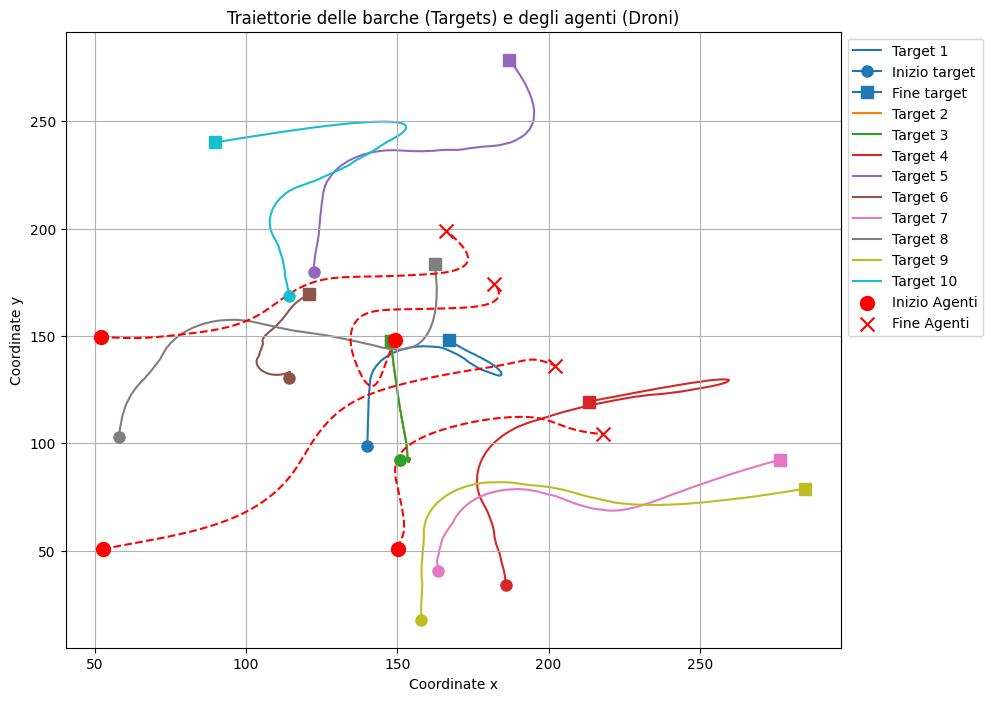 Traiettorie delle barche (Targets) e degli agenti (Droni)
Coordinate y
250
200
150
100
50
50
100
150
200
250
Coordinate x
Target 1
Inizio target
Fine target
Target 2
Target 3
Target 4
Target 5
Target 6
Target 7
Target 8
Target 9
Target 10
Inizio Agenti
Fine Agenti